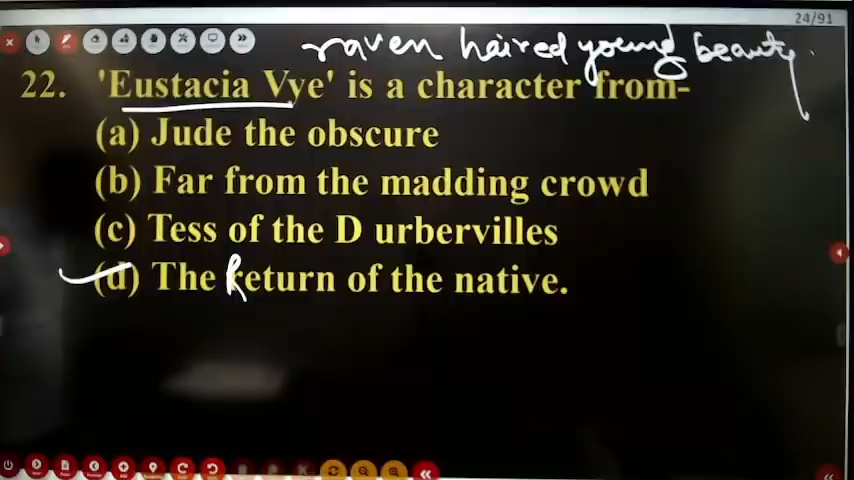 24/91
raven haired young beauty
22. 'Eustacia Vye' is a character from-
(a) Jude the obscure
(b) Far from the madding crowd
(c) Tess of the D urbervilles
(d) The Return of the native.